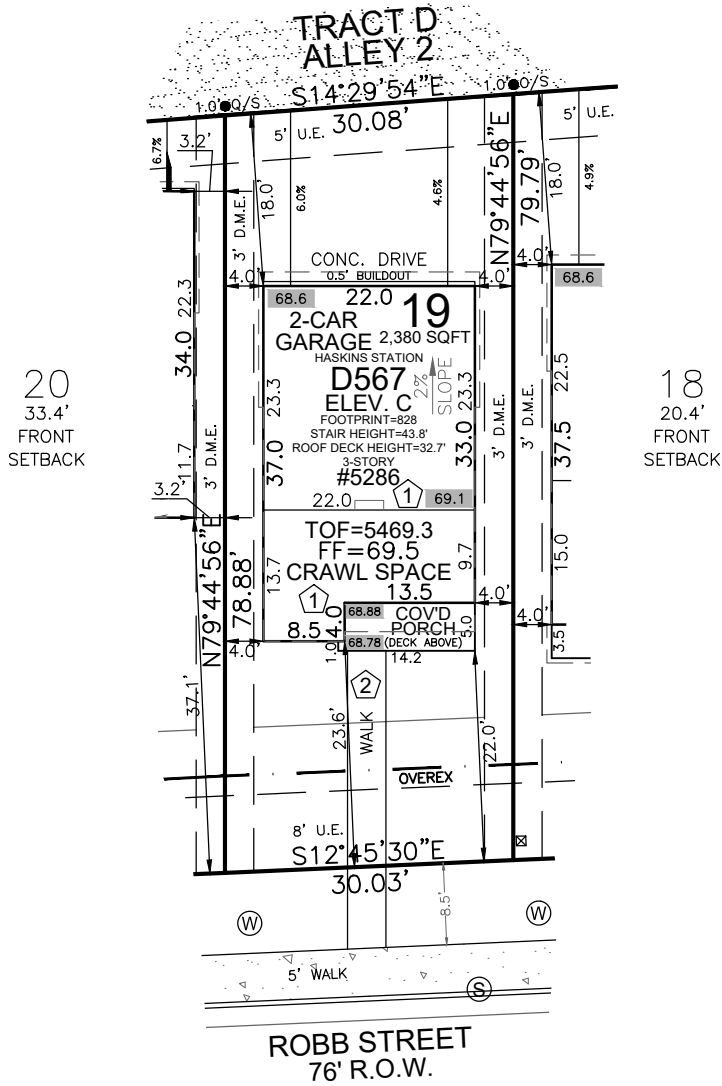 TRACT D
ALLEY 2
1.0' O/S
S14°29'54"E
1.0' O/S
30.08'
5' U.E.
5' U.E.
3.2'
6.7%
18.0'
6.0%
4.6%
N79°44'56"E
79.79'
18.0'
4.9%
3' D.M.E.
CONC. DRIVE
0.5' BUILDOUT
4.0'
4.0'
4.0'
68.6
22.0
19
68.6
2-CAR
GARAGE
2,380 SQFT
HASKINS STATION
D567
ELEV. C
2%
SLOPE
FOOTPRINT=828
STAIR HEIGHT=43.8'
ROOF DECK HEIGHT=32.7'
3-STORY
#5286
22.3
34.0
23.3
37.0
23.3
33.0
22.5
37.5
20
33.4'
FRONT
SETBACK
18
20.4'
FRONT
SETBACK
3' D.M.E.
3' D.M.E.
3' D.M.E.
11.7
3.2'
22.0
1
69.1
TOF=5469.3
FF=69.5
CRAWL SPACE
13.7
9.7
15.0
N79°44'56"E
78.88'
13.5
1
4.0
68.88
COV'D
PORCH
(DECK ABOVE)
68.78
5.0
4.0'
4.0'
3.5
8.5
4.0'
1.0
14.2
2
WALK
37.1'
23.6'
22.0'
OVEREX
8' U.E.
S12°45'30"E
30.03'
8.5'
W
W
5' WALK
S
ROBB STREET
76' R.O.W.